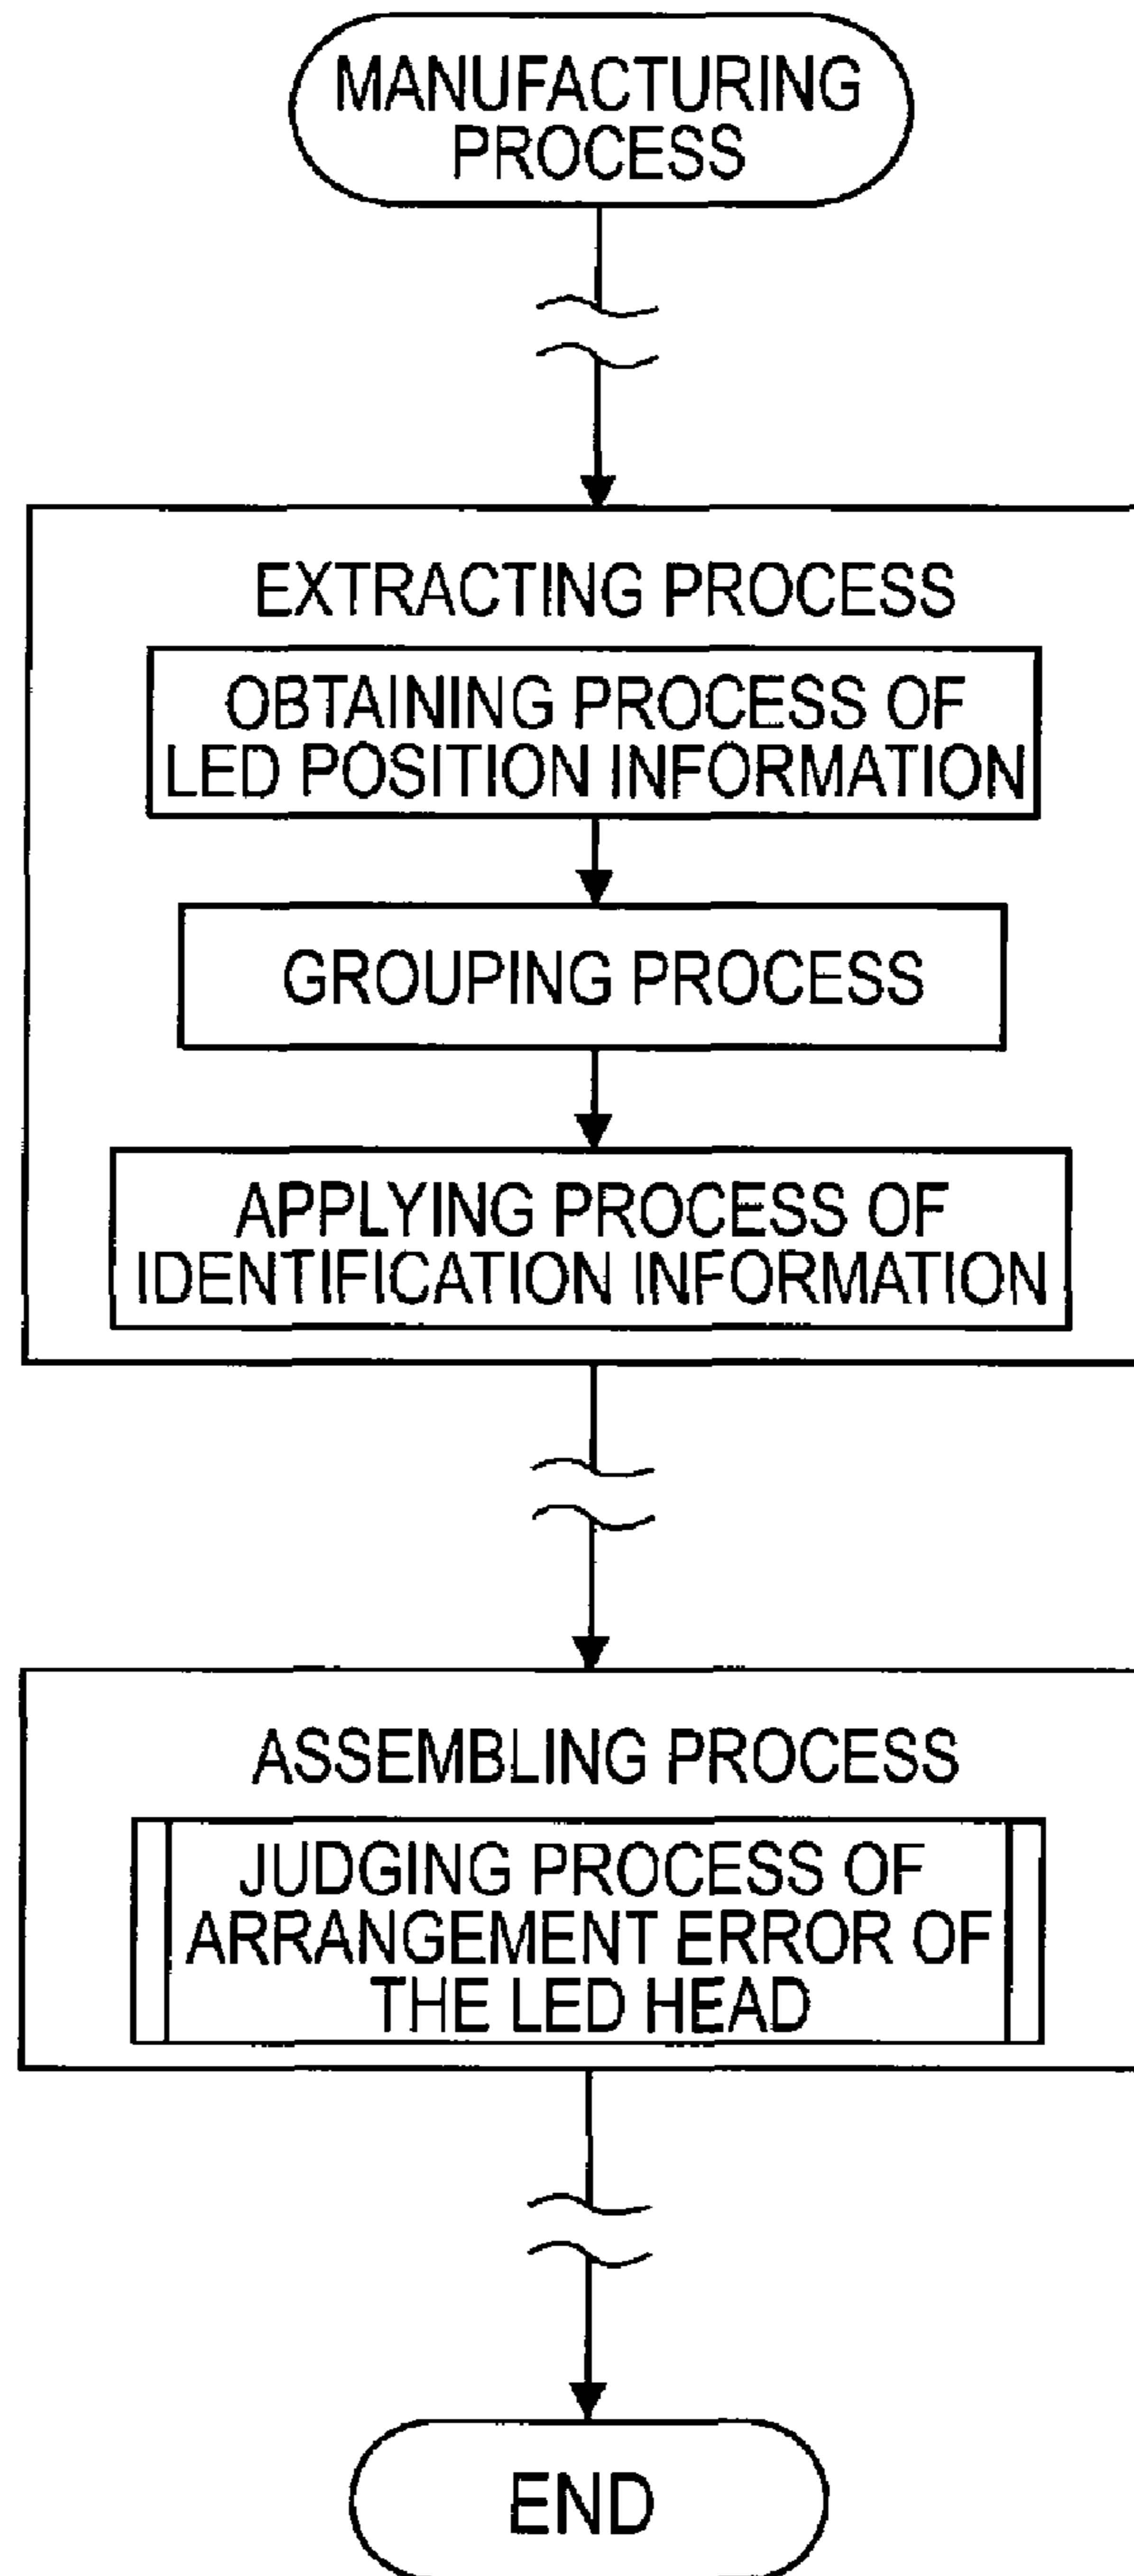 MANUFACTURING
PROCESS
EXTRACTING PROCESS
OBTAINING PROCESS OF
LED POSITION INFORMATION
GROUPING PROCESS
APPLYING PROCESS OF
IDENTIFICATION INFORMATION
ASSEMBLING PROCESS
JUDGING PROCESS OF
ARRANGEMENT ERROR OF
THE LED HEAD
END